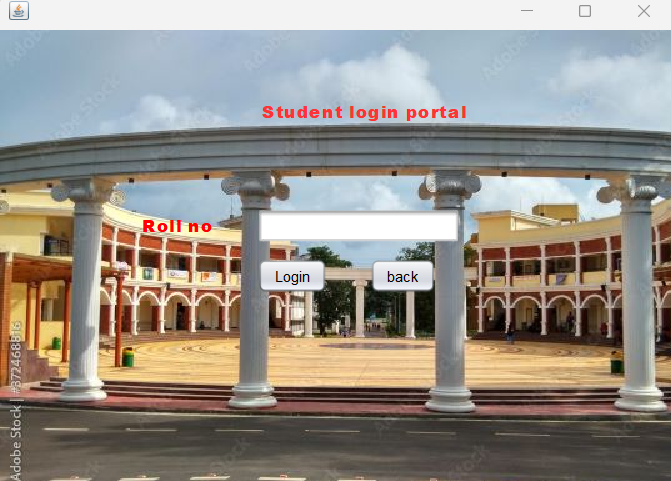 Student login portal
Roll no
Login
back
Adobe Stock | #372468816